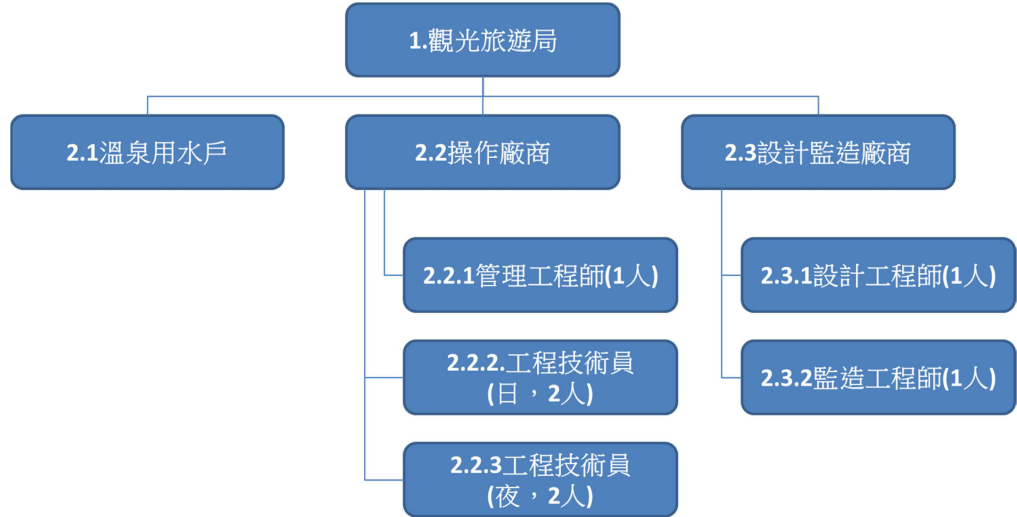 1.觀光旅遊局
2.1溫泉用水戶
2.2操作廠商
2.3設計監造廠商
2.2.1管理工程師(1人)
2.3.1設計工程師(1人)
2.2.2.工程技術員
(日，2人)
2.3.2監造工程師(1人)
2.2.3工程技術員
(夜，2人)